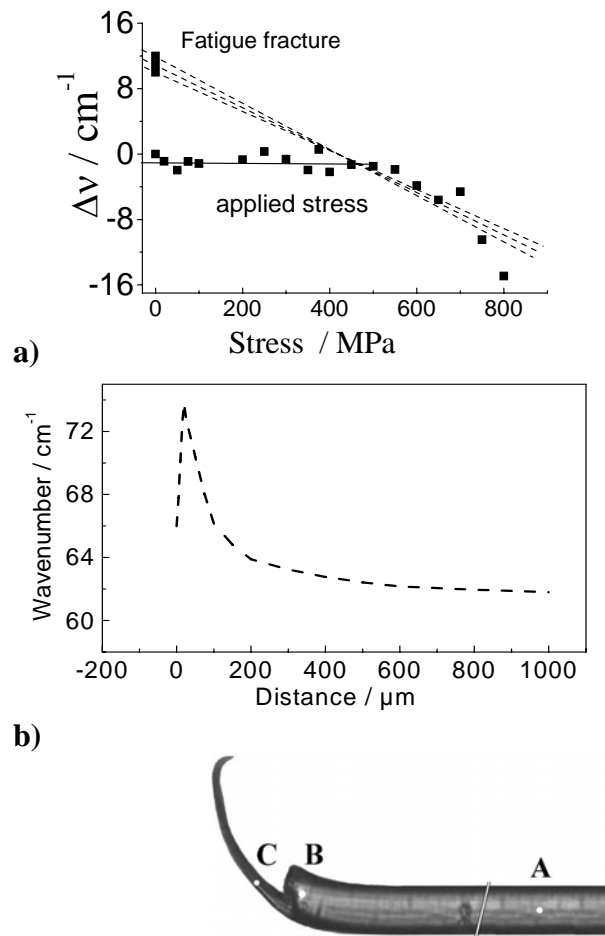 16
Fatigue fracture
8
0
applied stress
-8
-16
Δν / cm⁻¹
0 200 400 600 800
Stress / MPa
a)
72
68
64
60
Wavenumber / cm⁻¹
-200 0 200 400 600 800 1000
Distance / µm
b)
C B A